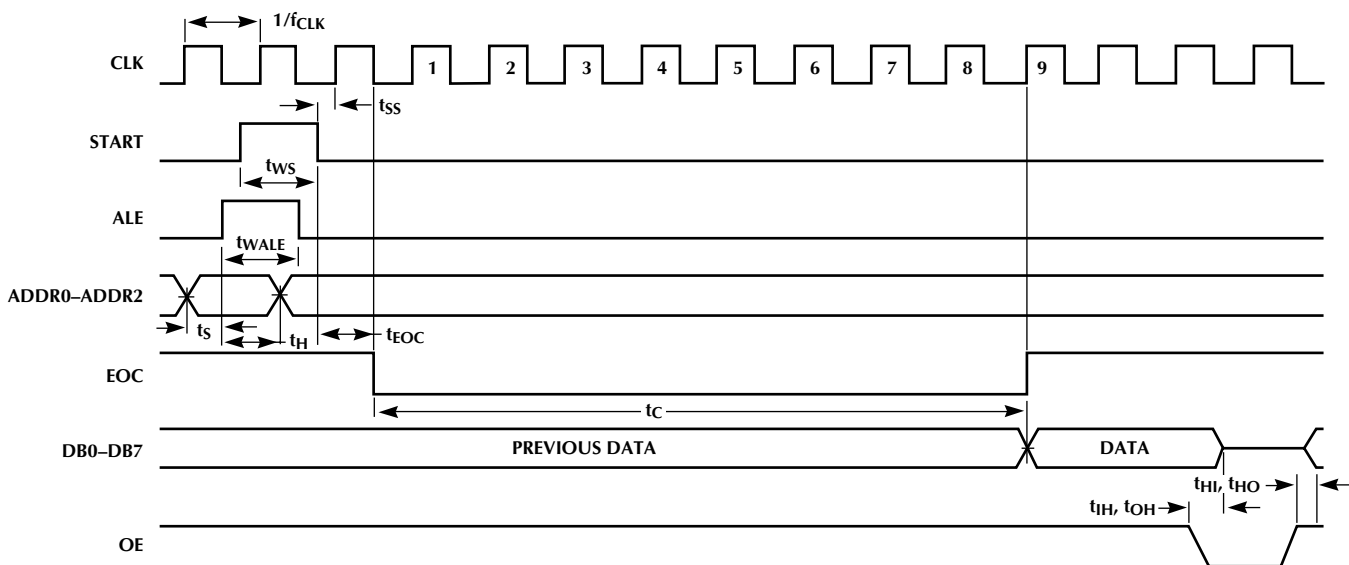 1/fCLK
CLK
1 2 3 4 5 6 7 8 9
tSS
START
tWS
ALE
tWALE
ADDR0–ADDR2
tS
tH
tEOC
EOC
tC
DB0–DB7
PREVIOUS DATA
DATA
tHI, tHO
tIH, tOH
OE